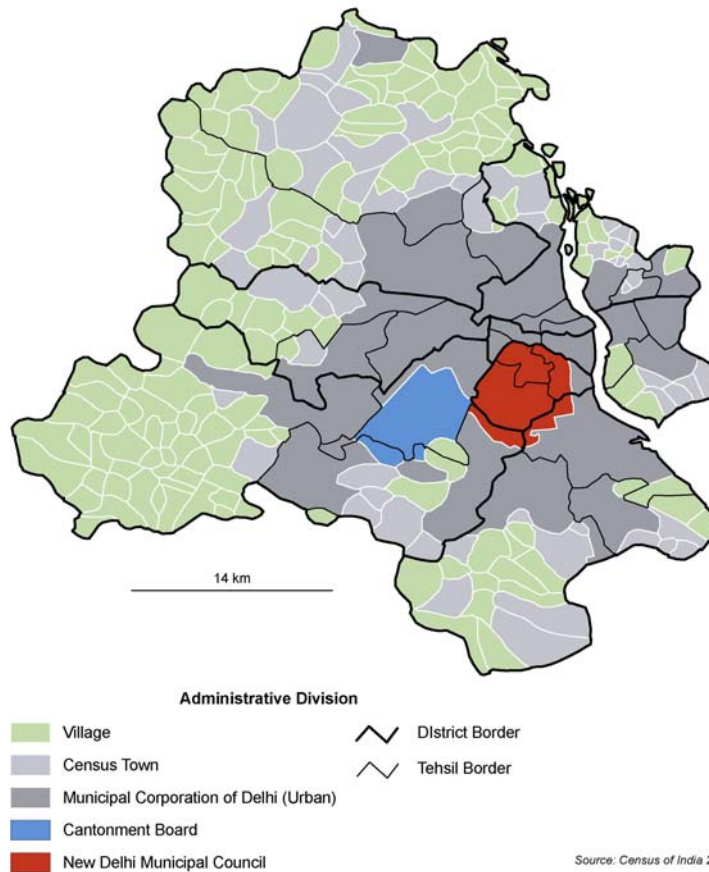 14 km
Administrative Division
Village
Census Town
Municipal Corporation of Delhi (Urban)
Cantonment Board
New Delhi Municipal Council
DIstrict Border
Tehsil Border
Source: Census of India 2